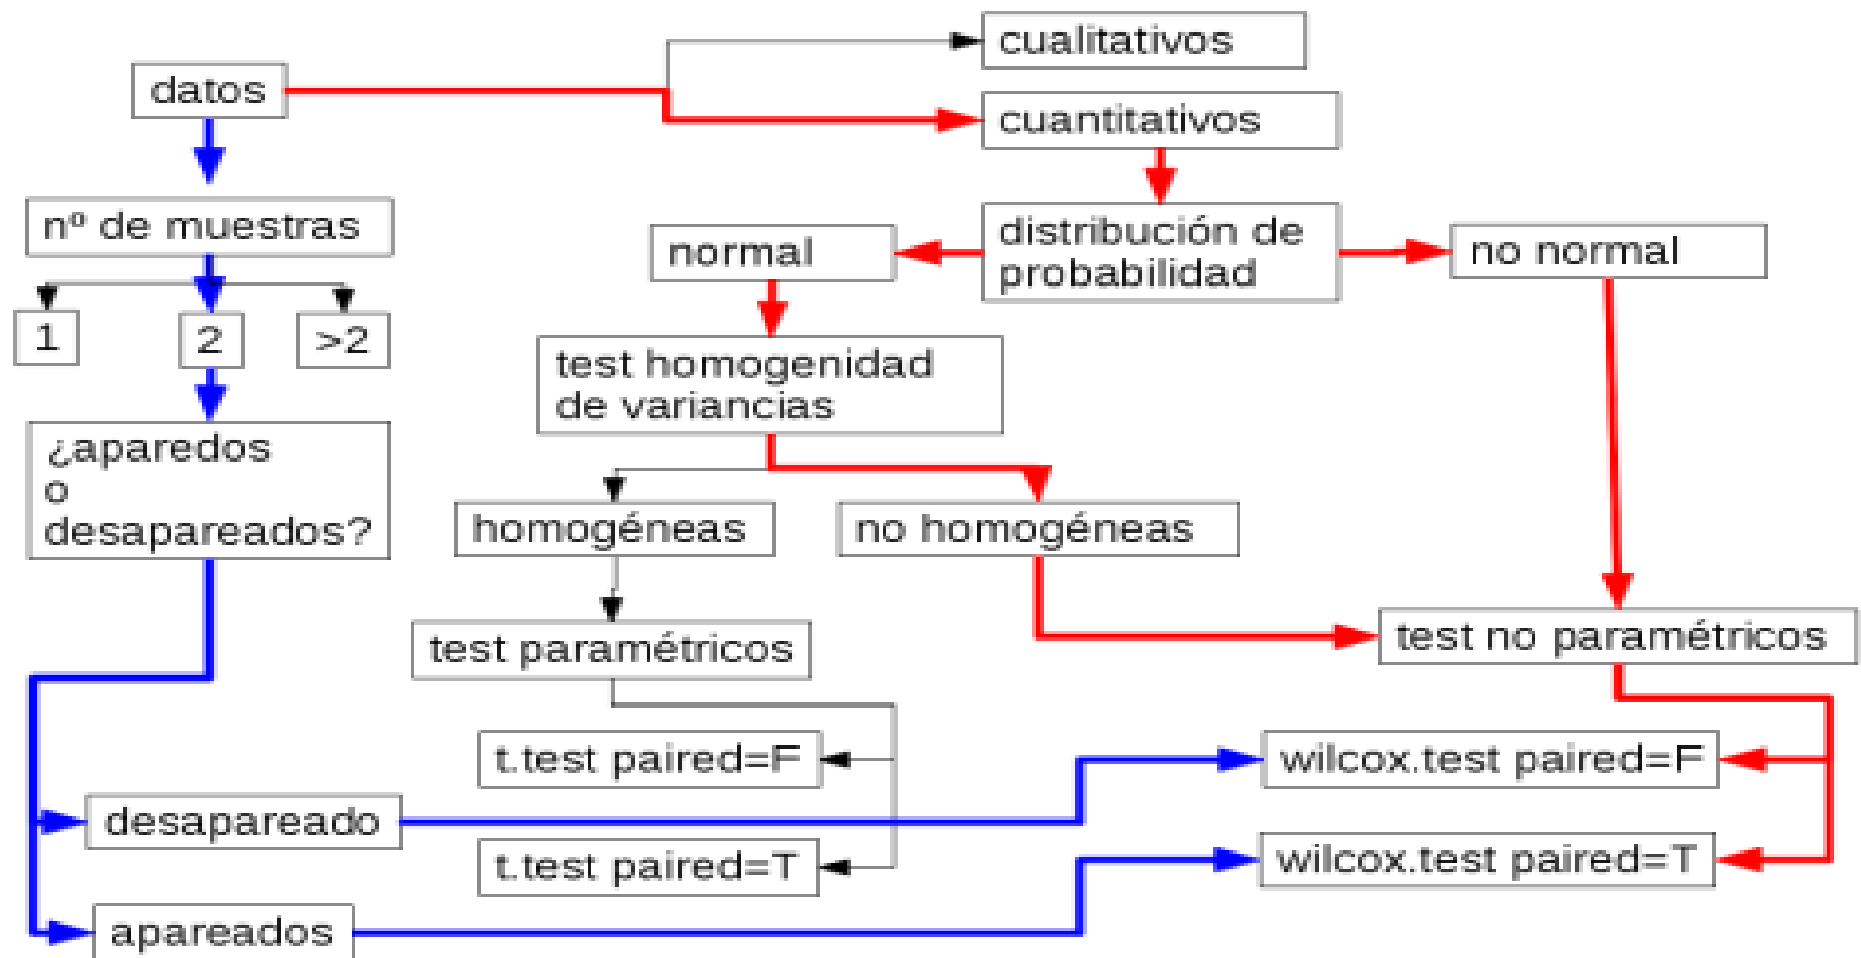 cualitativos
datos
cuantitativos
nº de muestras
normal
distribución de
probabilidad
no normal
1
2
>2
test homogenidad
de variancias
¿aparedos
o
desapareados?
homogéneas
no homogéneas
test paramétricos
test no paramétricos
t.test paired=F
wilcox.test paired=F
desapareado
t.test paired=T
wilcox.test paired=T
apareados